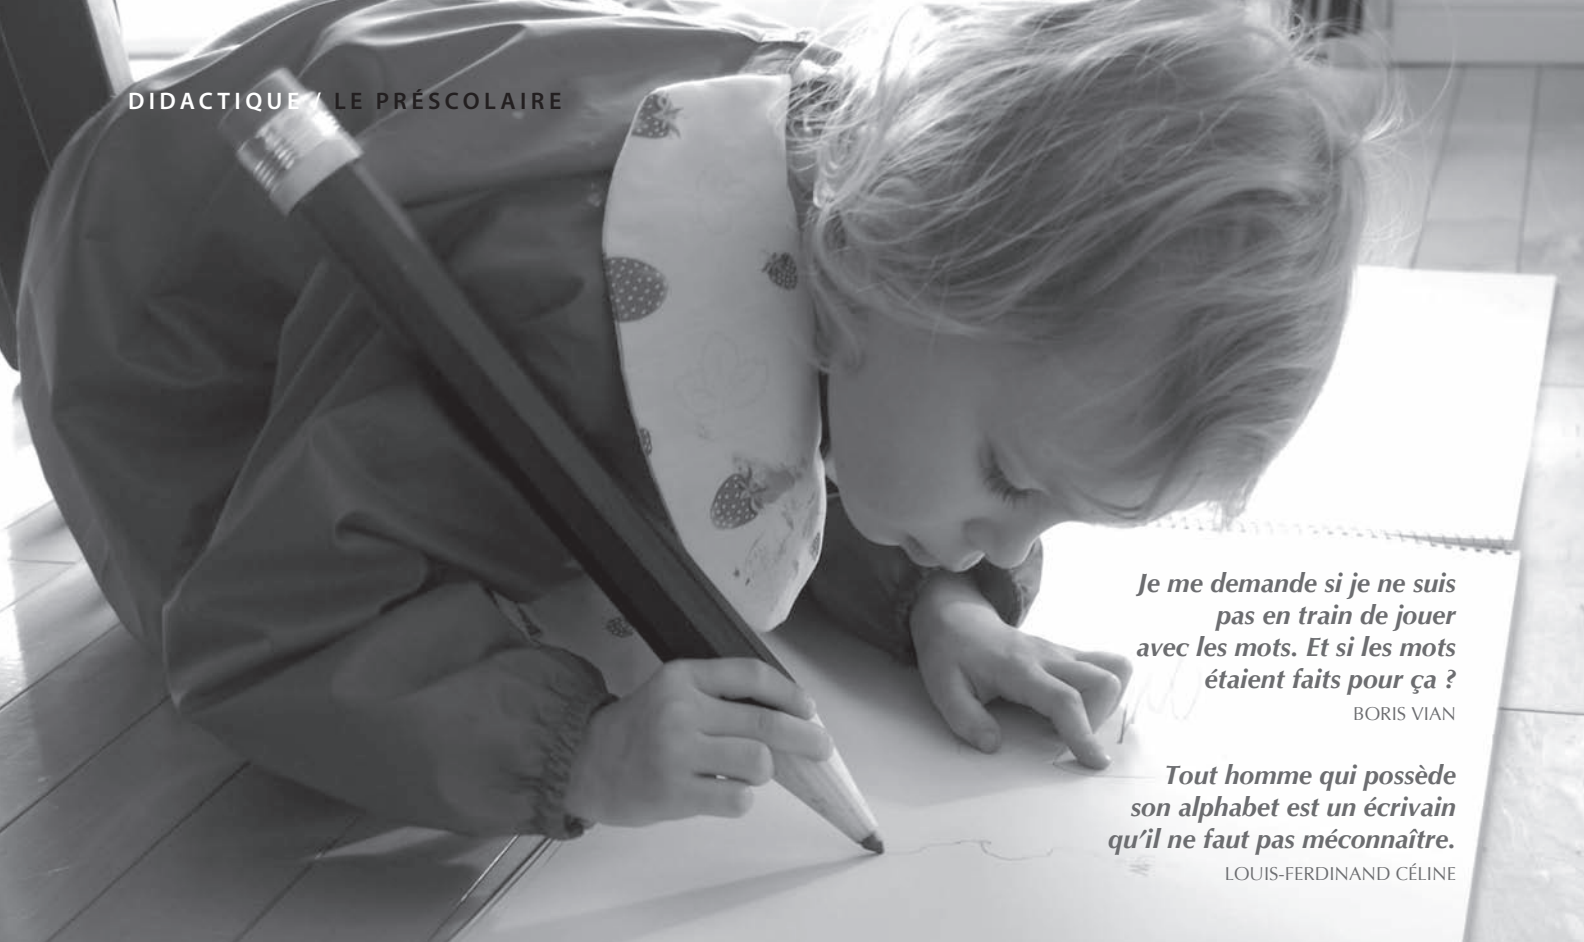 DIDACTIQUE / LE PRÉSCOLAIRE
Je me demande si je ne suis
pas en train de jouer
avec les mots. Et si les mots
étaient faits pour ça ?
BORIS VIAN
Tout homme qui possède
son alphabet est un écrivain
qu’il ne faut pas méconnaître.
LOUIS-FERDINAND CÉLINE